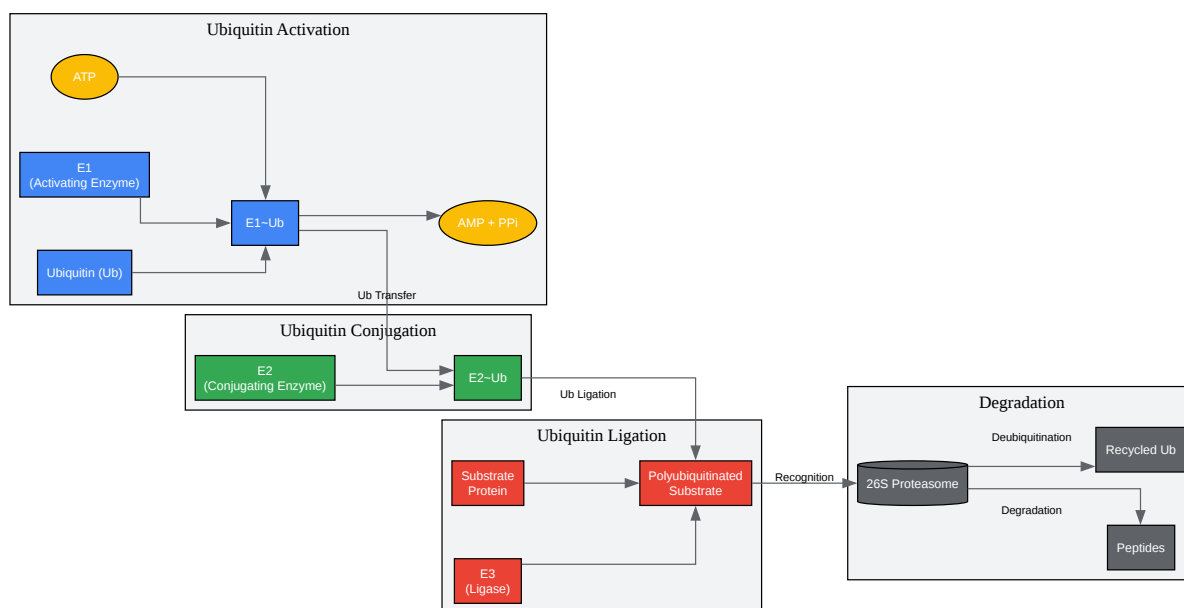 Ubiquitin Activation
ATP
E1
(Activating Enzyme)
E1~Ub
AMP + PPi
Ubiquitin (Ub)
Ub Transfer
Ubiquitin Conjugation
E2
(Conjugating Enzyme)
E2~Ub
Ub Ligation
Ubiquitin Ligation
Substrate
Protein
Polyubiquitinated
Substrate
E3
(Ligase)
Recognition
Degradation
26S Proteasome
Deubiquitination
Recycled Ub
Degradation
Peptides